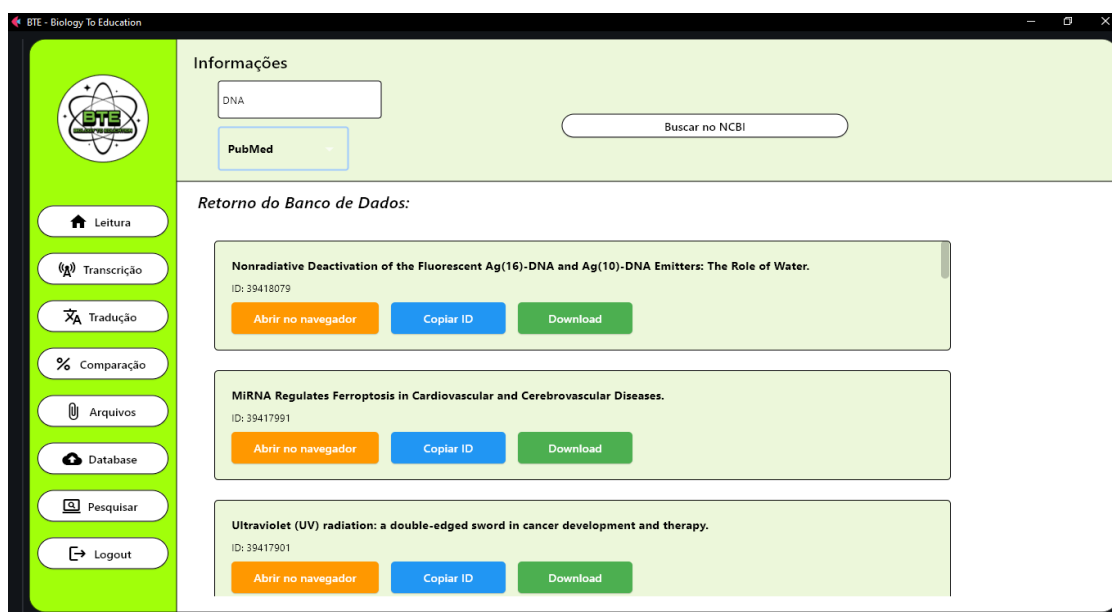 BTE - Biology To Education
BTE
Informações
DNA
PubMed
Buscar no NCBI
Leitura
Transcrição
Tradução
Comparação
Arquivos
Database
Pesquisar
Logout
Retorno do Banco de Dados:
Nonradiative Deactivation of the Fluorescent Ag(16)-DNA and Ag(10)-DNA Emitters: The Role of Water.
ID: 39418079
Abrir no navegador Copiar ID Download
MiRNA Regulates Ferroptosis in Cardiovascular and Cerebrovascular Diseases.
ID: 39417991
Abrir no navegador Copiar ID Download
Ultraviolet (UV) radiation: a double-edged sword in cancer development and therapy.
ID: 39417901
Abrir no navegador Copiar ID Download